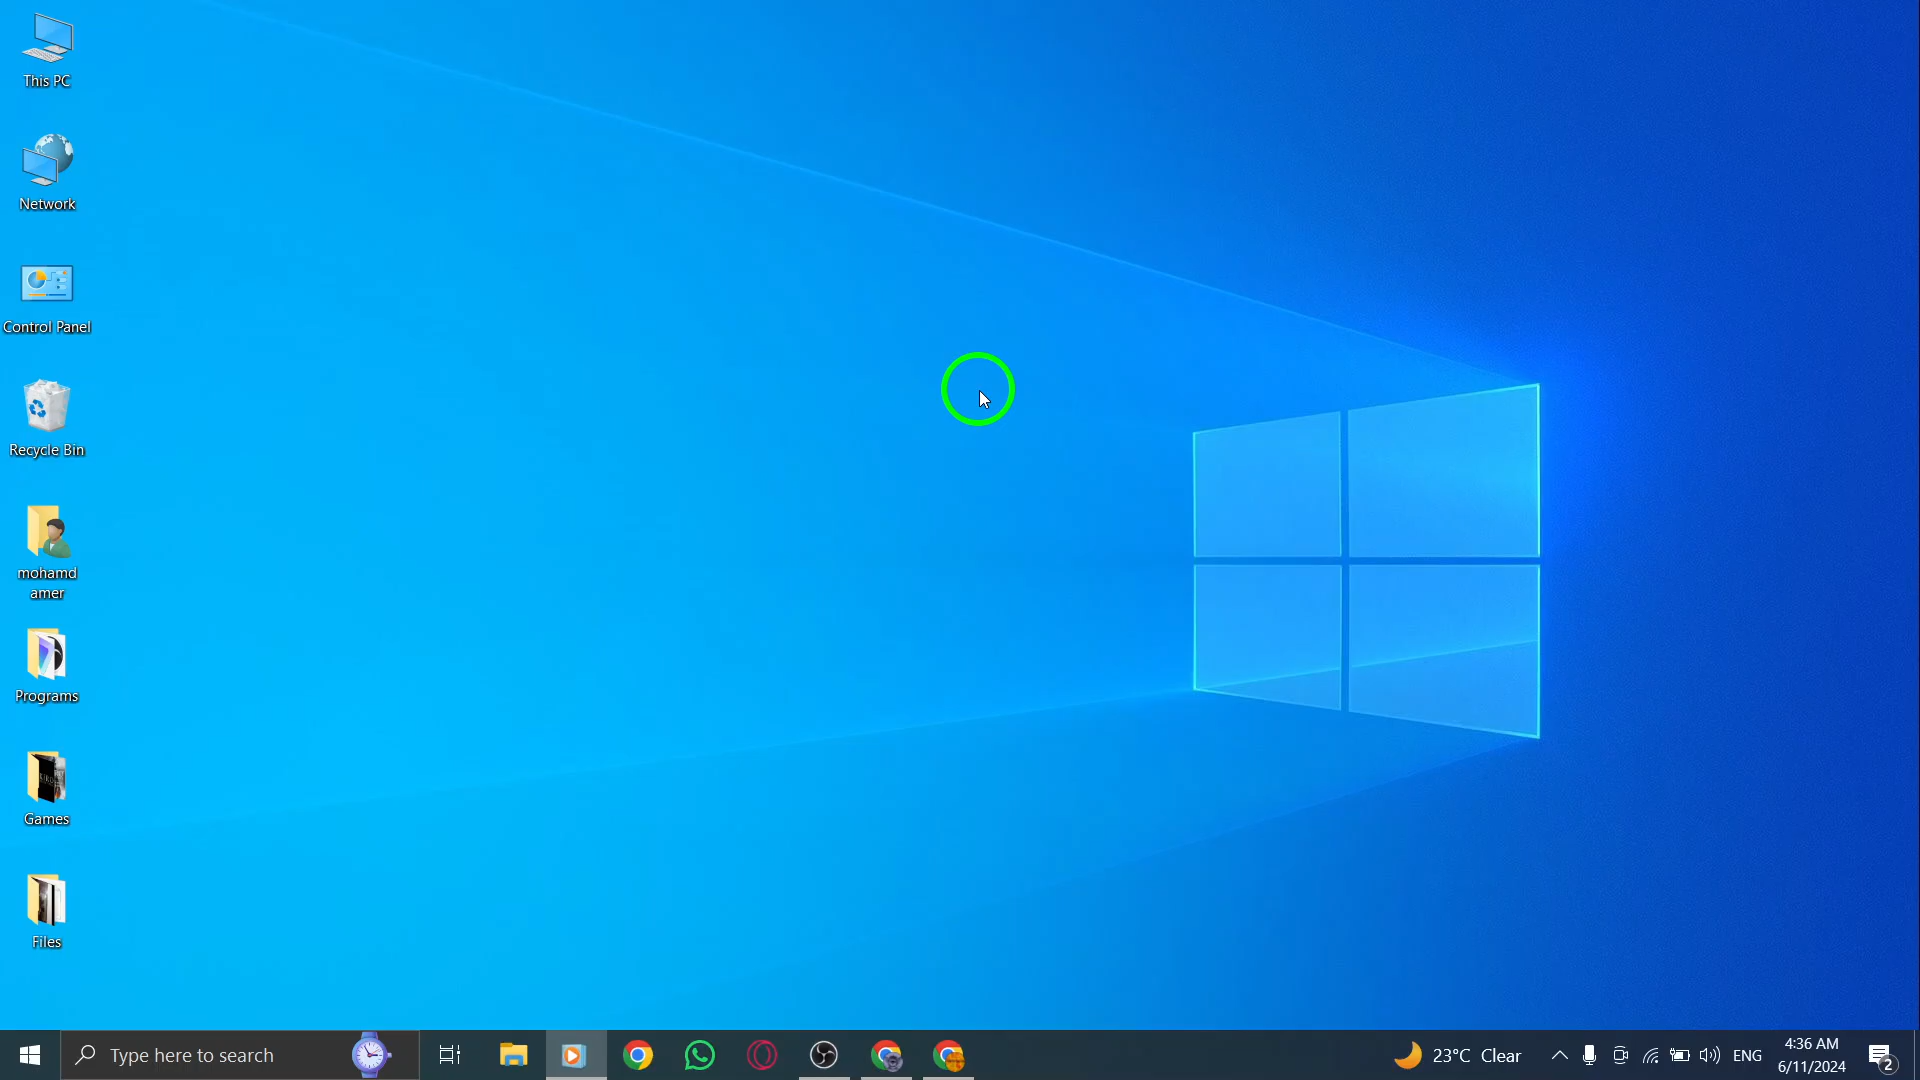 This PC
Network
Control Panel
Recycle Bin
mohamd
amer
Programs
Games
Files
Type here to search
23°C Clear
ENG
4:36 AM
6/11/2024
2